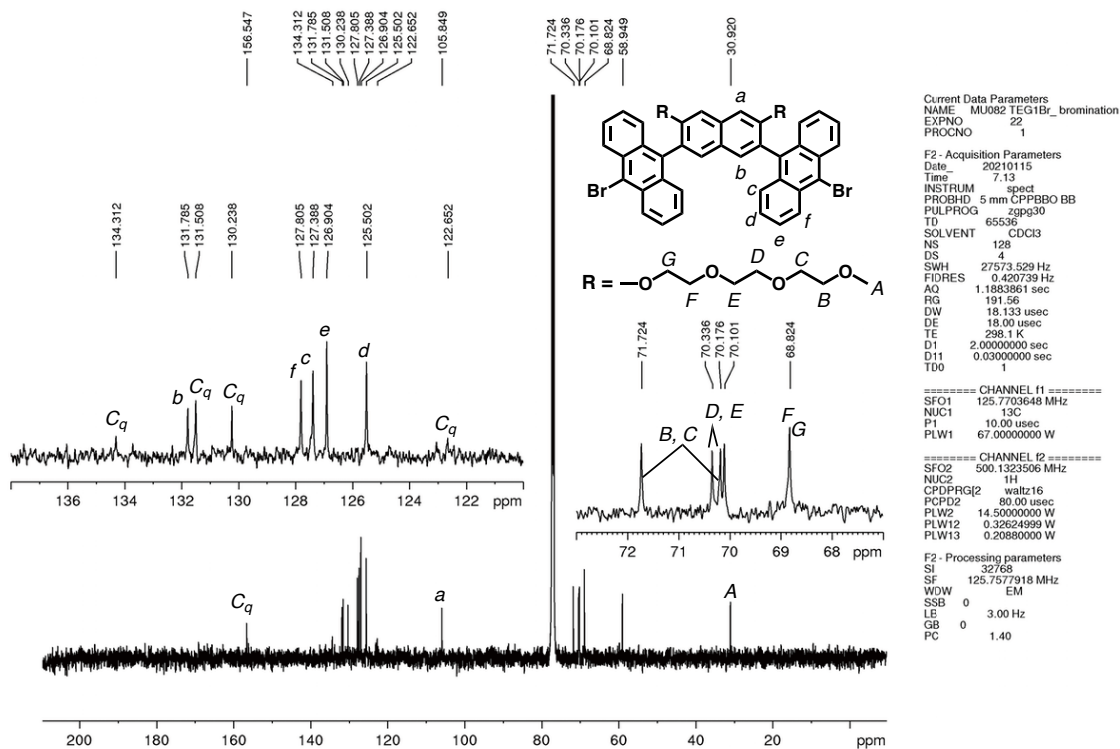 156.547
134.312
131.785
131.508
130.238
127.805
127.388
126.904
125.502
122.652
105.849
71.724
70.336
70.176
70.101
68.824
58.949
30.920
a
R R
b
Br Br
c
d
e
f
R = O O O O
G F E D C B A
134.312
131.785
131.508
130.238
127.805
127.388
126.904
125.502
122.652
Cq b Cq Cq f c e d Cq
136 134 132 130 128 126 124 122 ppm
71.724
70.336
70.176
70.101
68.824
B, C D, E F G
72 71 70 69 68 ppm
Cq a A
200 180 160 140 120 100 80 60 40 20 ppm
Current Data Parameters
NAME MU082 TEG1Br_bromination
EXPNO 22
PROCNO 1
F2 - Acquisition Parameters
Date_ 20210115
Time 7.13
INSTRUM spect
PROBHD 5 mm CPPBBO BB
PULPROG zgpg30
TD 65536
SOLVENT CDCl3
NS 128
DS 4
SWH 27573.529 Hz
FIDRES 0.420739 Hz
AQ 1.1883861 sec
RG 191.56
DW 18.133 usec
DE 18.00 usec
TE 298.1 K
D1 2.00000000 sec
D11 0.03000000 sec
TD0 1
======== CHANNEL f1 ========
SFO1 125.7703648 MHz
NUC1 13C
P1 10.00 usec
PLW1 67.00000000 W
======== CHANNEL f2 ========
SFO2 500.1323506 MHz
NUC2 1H
CPDPRG[2 waltz16
PCPD2 80.00 usec
PLW2 14.50000000 W
PLW12 0.32624999 W
PLW13 0.20880000 W
F2 - Processing parameters
SI 32768
SF 125.7577918 MHz
WDW EM
SSB 0
LB 3.00 Hz
GB 0
PC 1.40